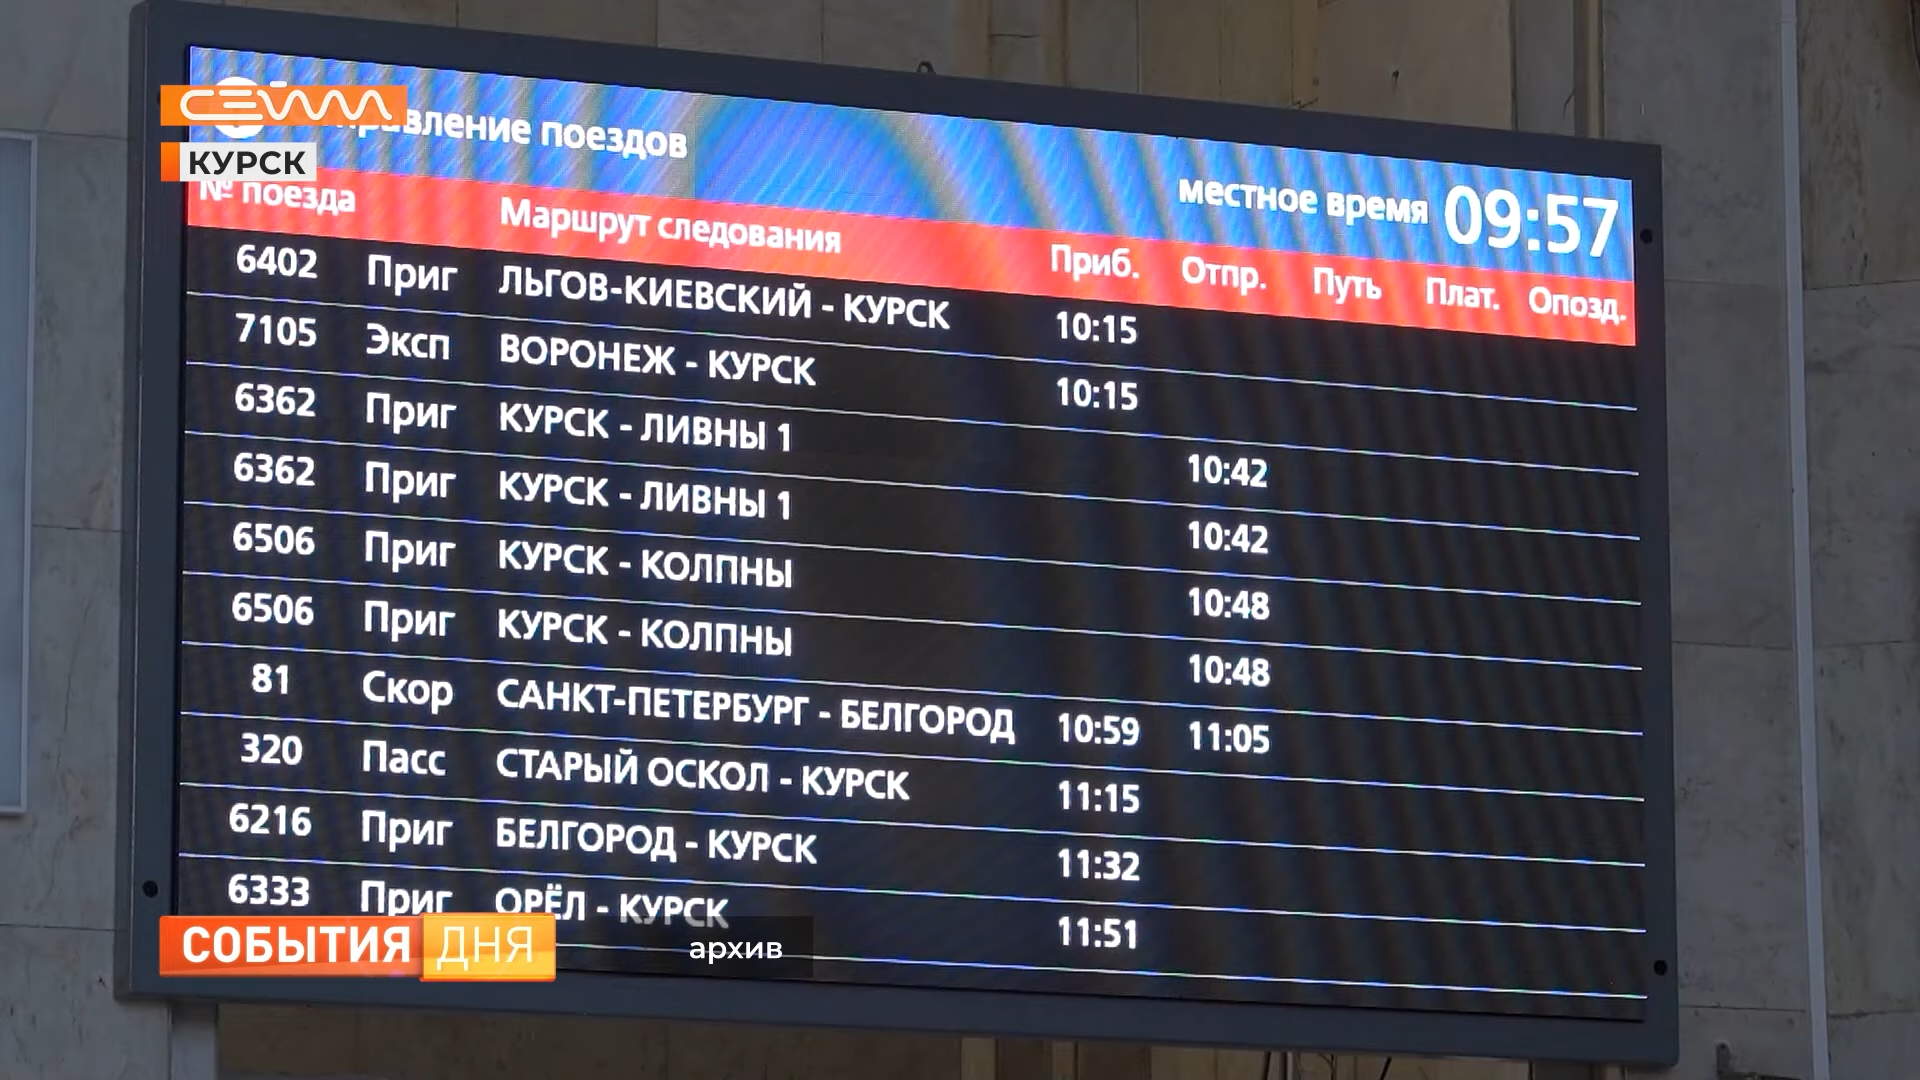 СЕЙМ
КУРСК
правление поездов
местное время 09:57
№ поезда Маршрут следования Приб. Отпр. Путь Плат. Опозд.
6402 Приг ЛЬГОВ-КИЕВСКИЙ - КУРСК 10:15
7105 Эксп ВОРОНЕЖ - КУРСК 10:15
6362 Приг КУРСК - ЛИВНЫ 1 10:42
6362 Приг КУРСК - ЛИВНЫ 1 10:42
6506 Приг КУРСК - КОЛПНЫ 10:48
6506 Приг КУРСК - КОЛПНЫ 10:48
81 Скор САНКТ-ПЕТЕРБУРГ - БЕЛГОРОД 10:59 11:05
320 Пасс СТАРЫЙ ОСКОЛ - КУРСК 11:15
6216 Приг БЕЛГОРОД - КУРСК 11:32
6333 Приг ОРЁЛ - КУРСК 11:51
СОБЫТИЯ ДНЯ
архив